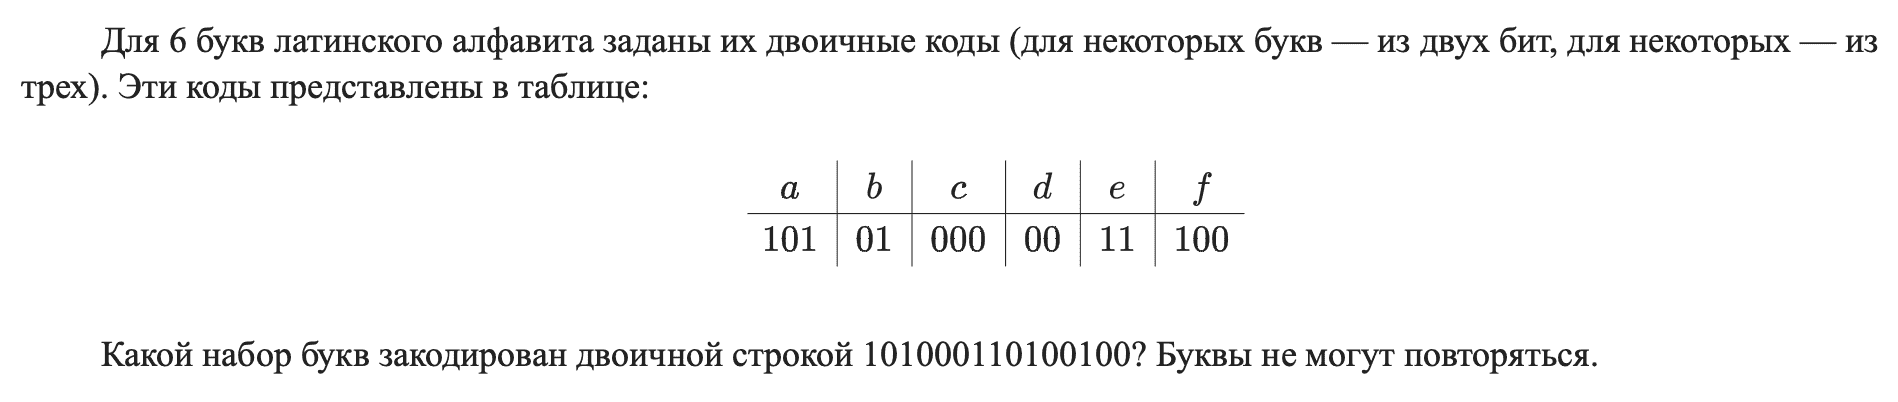 Для 6 букв латинского алфавита заданы их двоичные коды (для некоторых букв — из двух бит, для некоторых — из
трех). Эти коды представлены в таблице:
a b c d e f
101 01 000 00 11 100
Какой набор букв закодирован двоичной строкой 101000110100100? Буквы не могут повторяться.